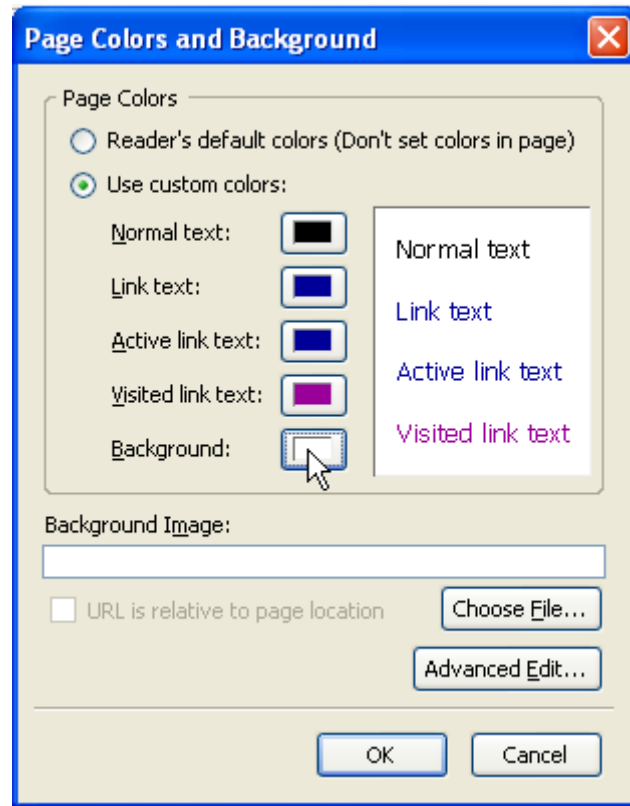 Page Colors and Background
Page Colors
Reader's default colors (Don't set colors in page)
Use custom colors:
Normal text:
Link text:
Active link text:
Visited link text:
Background:
Normal text
Link text
Active link text
Visited link text
Background Image:
URL is relative to page location
Choose File...
Advanced Edit...
OK Cancel